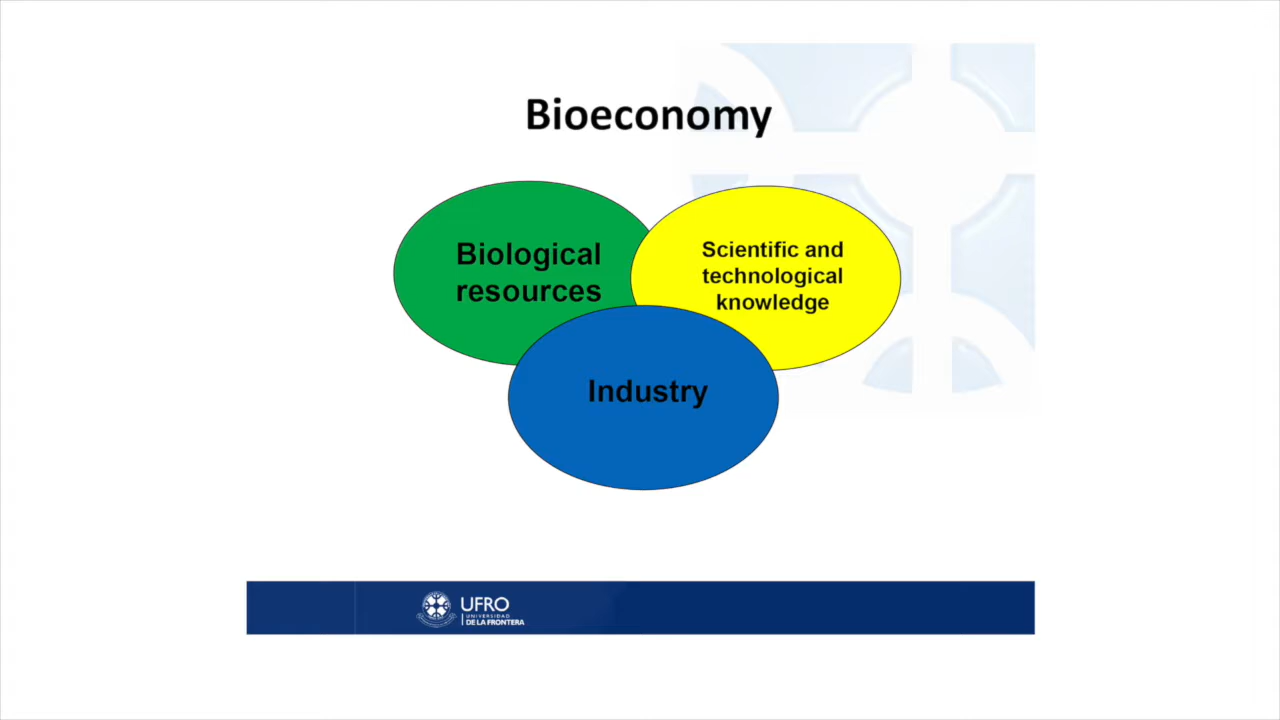 Bioeconomy
Biological
resources
Scientific and
technological
knowledge
Industry
UFRO
UNIVERSIDAD
DE LA FRONTERA